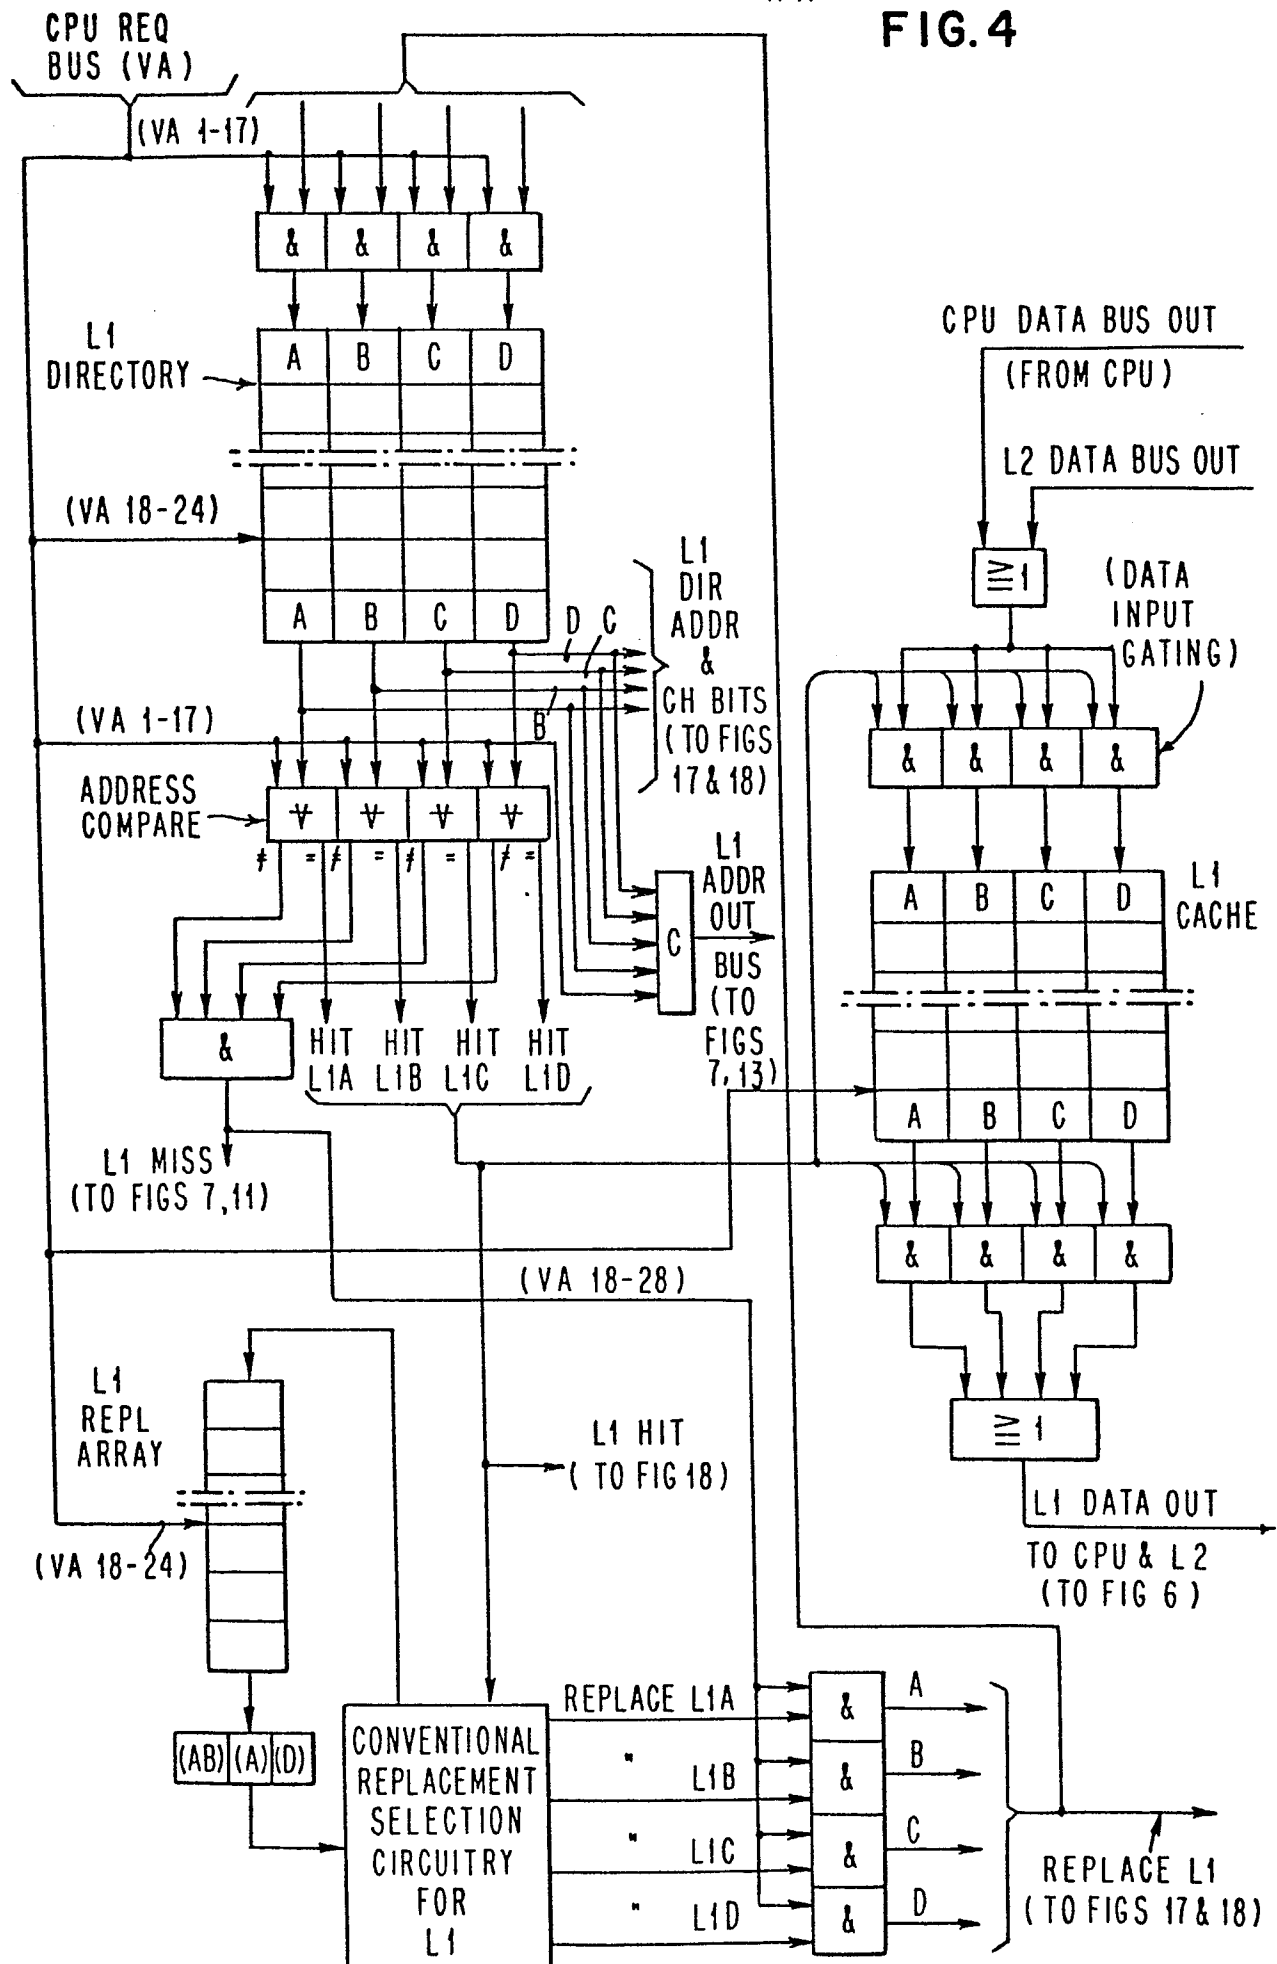 FIG. 4
CPU REQ
BUS (VA)
(VA 1-17)
& & & &
L1
DIRECTORY
A B C D
(VA 18-24)
A B C D
D C
B
L1
DIR
ADDR
&
CH BITS
(TO FIGS
17 & 18)
(VA 1-17)
ADDRESS
COMPARE
∀ ∀ ∀ ∀
≠ = ≠ = ≠ = ≠ =
C
L1
ADDR
OUT
BUS
(TO
FIGS
7, 13)
&
HIT HIT HIT HIT
L1A L1B L1C L1D
L1 MISS
(TO FIGS 7, 11)
(VA 18-28)
CPU DATA BUS OUT
(FROM CPU)
L2 DATA BUS OUT
≧ 1
(DATA
INPUT
GATING)
& & & &
A B C D
L1
CACHE
A B C D
& & & &
≧ 1
L1 DATA OUT
TO CPU & L2
(TO FIG 6)
L1
REPL
ARRAY
(VA 18-24)
L1 HIT
(TO FIG 18)
(AB) (A) (D)
CONVENTIONAL
REPLACEMENT
SELECTION
CIRCUITRY
FOR
L1
REPLACE L1A
" L1B
" L1C
" L1D
& A
& B
& C
& D
REPLACE L1
(TO FIGS 17 & 18)